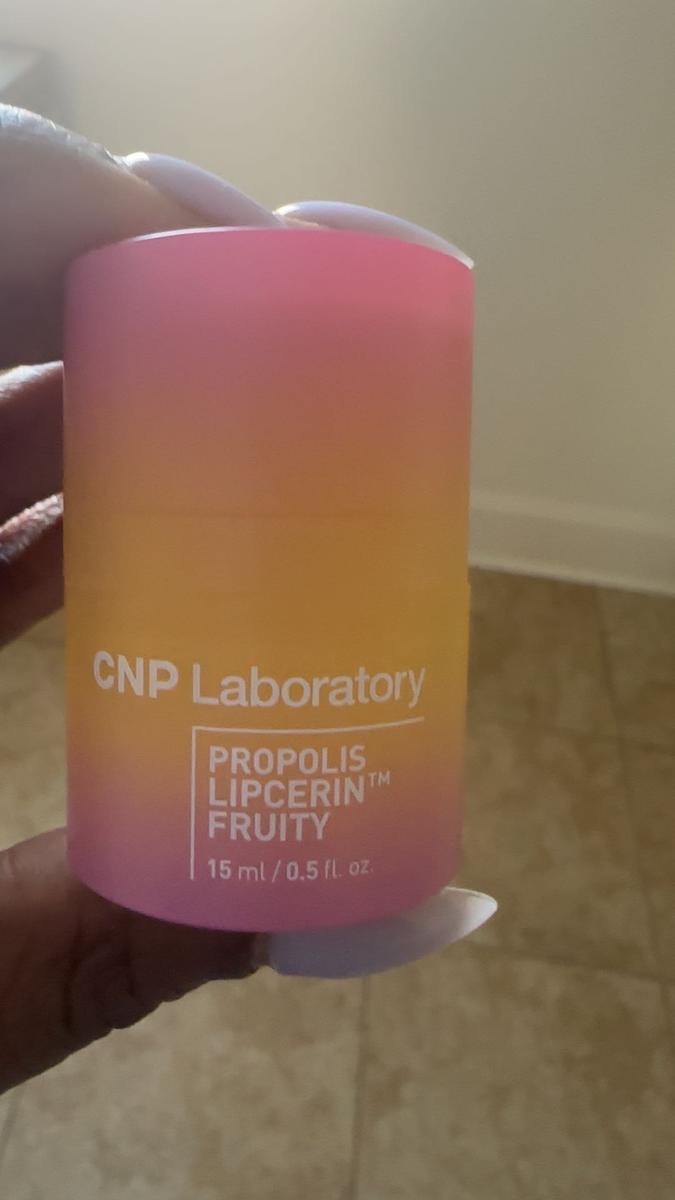 CNP Laboratory
PROPOLIS
LIPCERIN™
FRUITY
15 ml / 0.5 fl. oz.